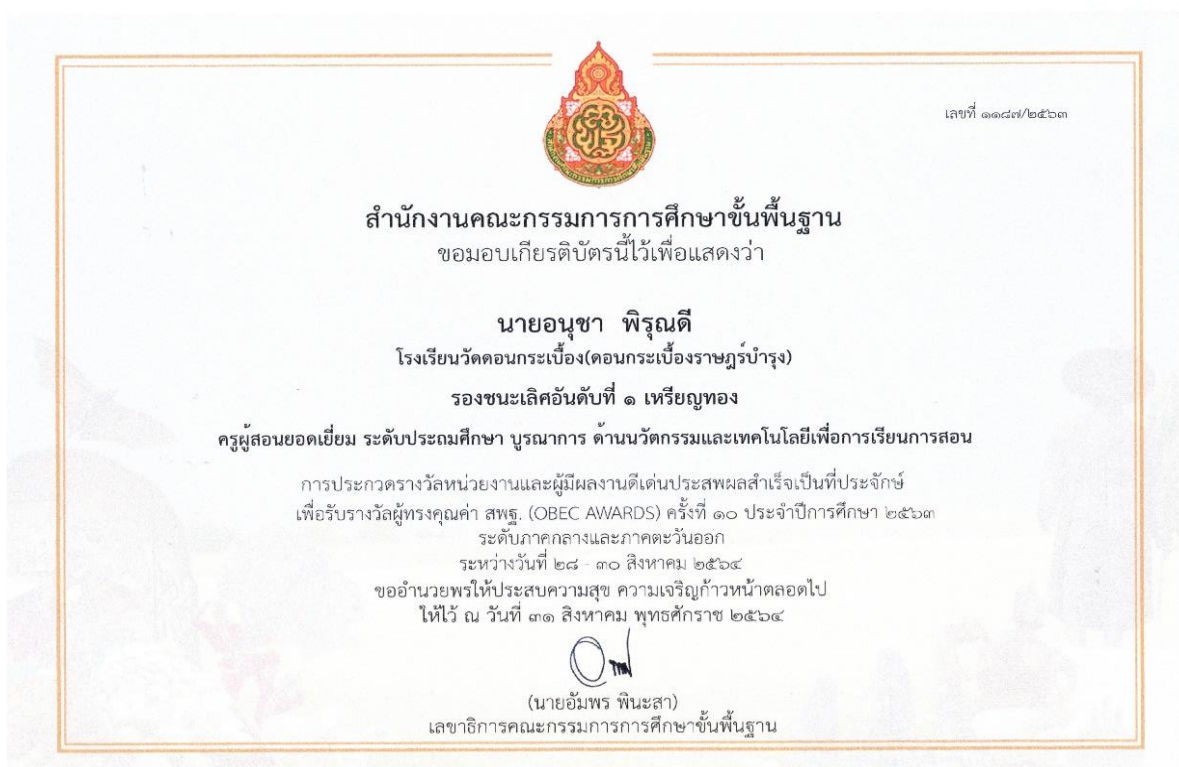 เลขที่ ๑๑๘๗/๒๕๖๓
สำนักงานคณะกรรมการการศึกษาขั้นพื้นฐาน
ขอมอบเกียรติบัตรนี้ไว้เพื่อแสดงว่า
นายอนุชา พิรุณดี
โรงเรียนวัดดอนกระเบื้อง(ดอนกระเบื้องราษฎร์บำรุง)
รองชนะเลิศอันดับที่ ๑ เหรียญทอง
ครูผู้สอนยอดเยี่ยม ระดับประถมศึกษา บูรณาการ ด้านนวัตกรรมและเทคโนโลยีเพื่อการเรียนการสอน
การประกวดรางวัลหน่วยงานและผู้มีผลงานดีเด่นประสพผลสำเร็จเป็นที่ประจักษ์
เพื่อรับรางวัลผู้ทรงคุณค่า สพฐ. (OBEC AWARDS) ครั้งที่ ๑๐ ประจำปีการศึกษา ๒๕๖๓
ระดับภาคกลางและภาคตะวันออก
ระหว่างวันที่ ๒๘ - ๓๐ สิงหาคม ๒๕๖๔
ขออำนวยพรให้ประสบความสุข ความเจริญก้าวหน้าตลอดไป
ให้ไว้ ณ วันที่ ๓๑ สิงหาคม พุทธศักราช ๒๕๖๔
(นายอัมพร พินะสา)
เลขาธิการคณะกรรมการการศึกษาขั้นพื้นฐาน